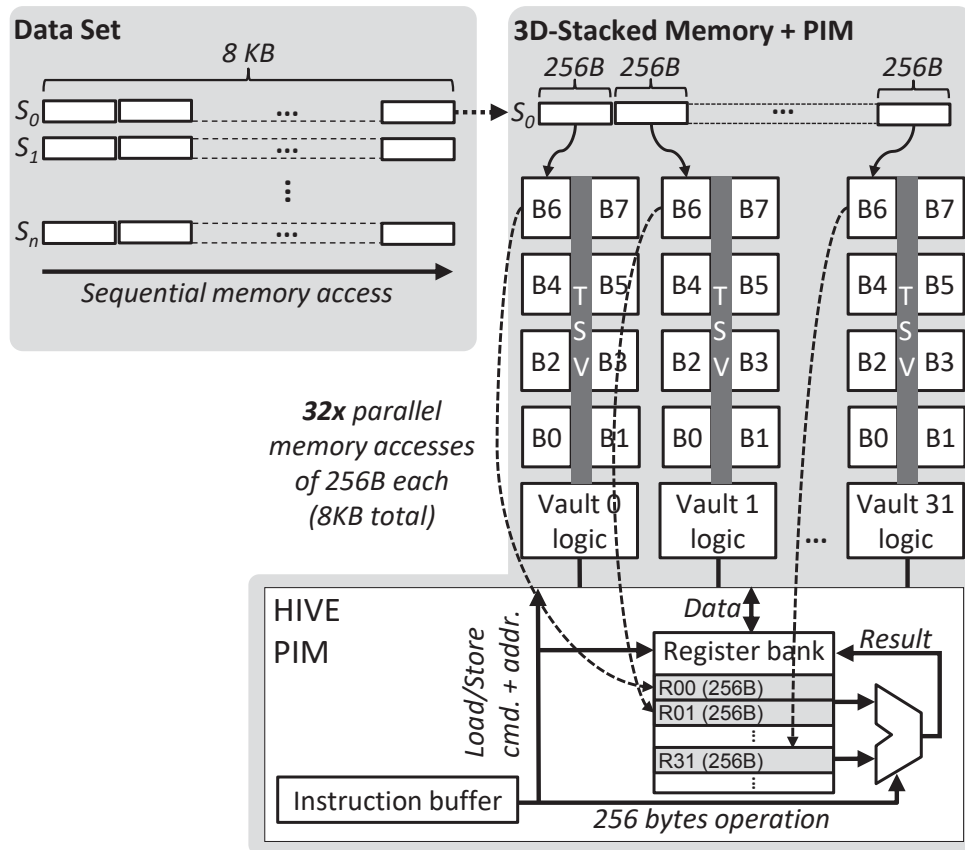 Data Set
8 KB
S0 ...
S1 ...
⋮
Sn ...
Sequential memory access
3D-Stacked Memory + PIM
256B 256B 256B
S0 ...
B6 B7 B6 B7 B6 B7
B4 B5 B4 B5 B4 B5
B2 B3 B2 B3 B2 B3
B0 B1 B0 B1 B0 B1
TSV TSV TSV
Vault 0
logic
Vault 1
logic
...
Vault 31
logic
32x parallel
memory accesses
of 256B each
(8KB total)
HIVE
PIM
Load/Store
cmd. + addr.
Data
Register bank
R00 (256B)
R01 (256B)
⋮
R31 (256B)
⋮
Result
Instruction buffer
256 bytes operation